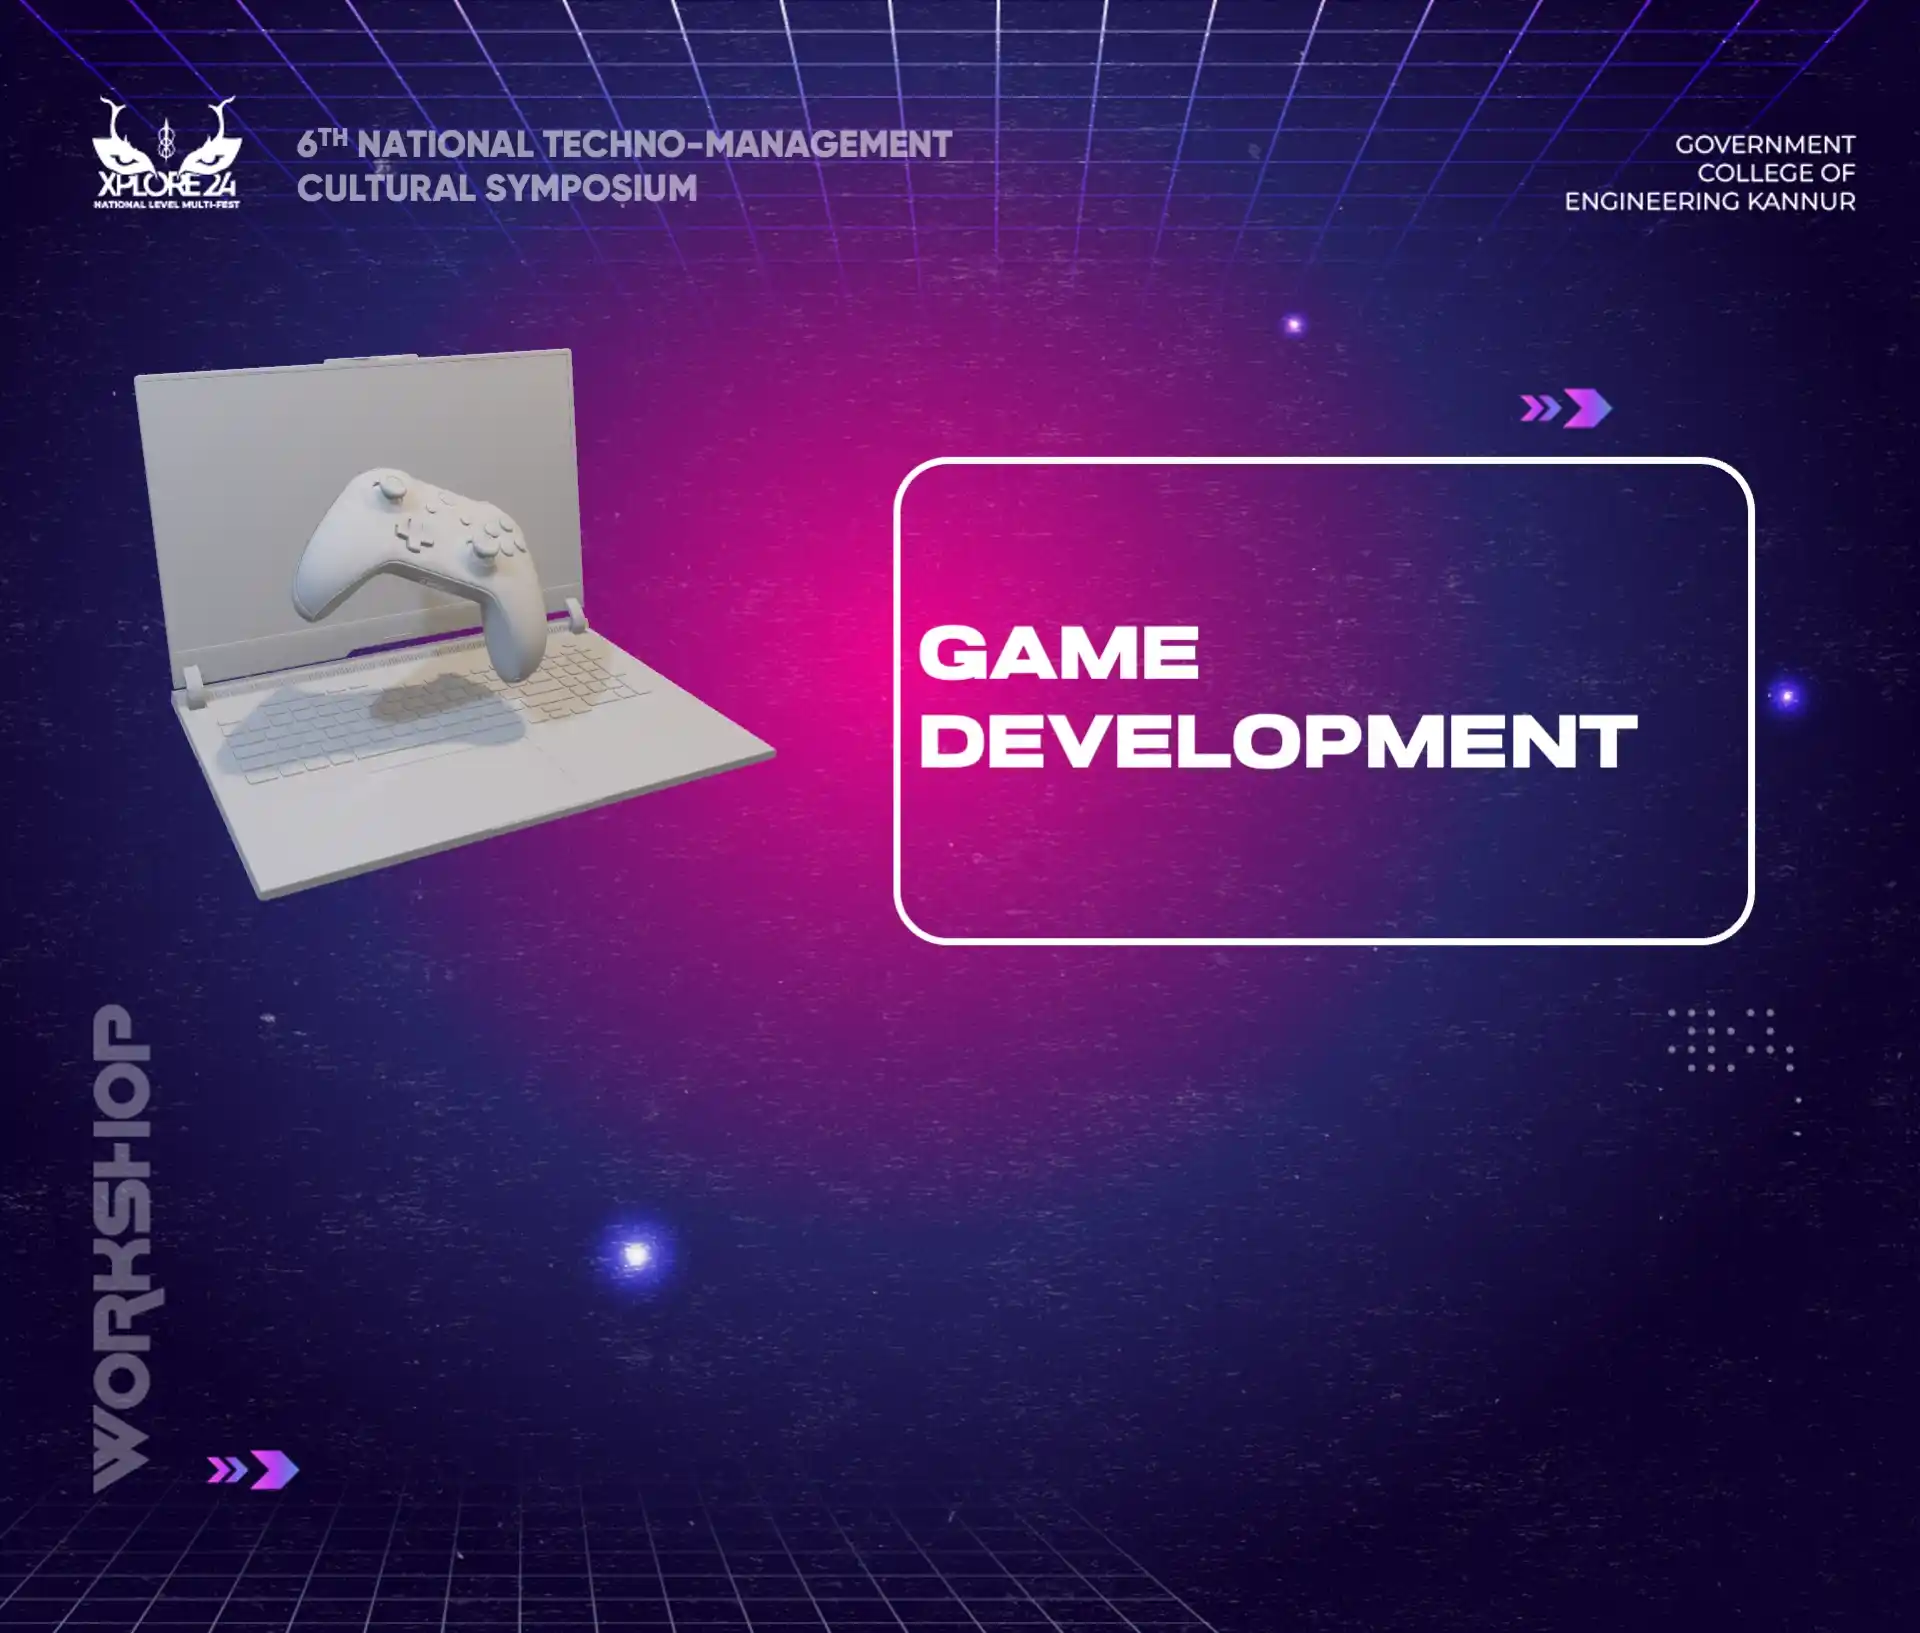 XPLORE 24
NATIONAL LEVEL MULTI-FEST
6TH NATIONAL TECHNO-MANAGEMENT
CULTURAL SYMPOSIUM
GOVERNMENT
COLLEGE OF
ENGINEERING KANNUR
GAME
DEVELOPMENT
WORKSHOP